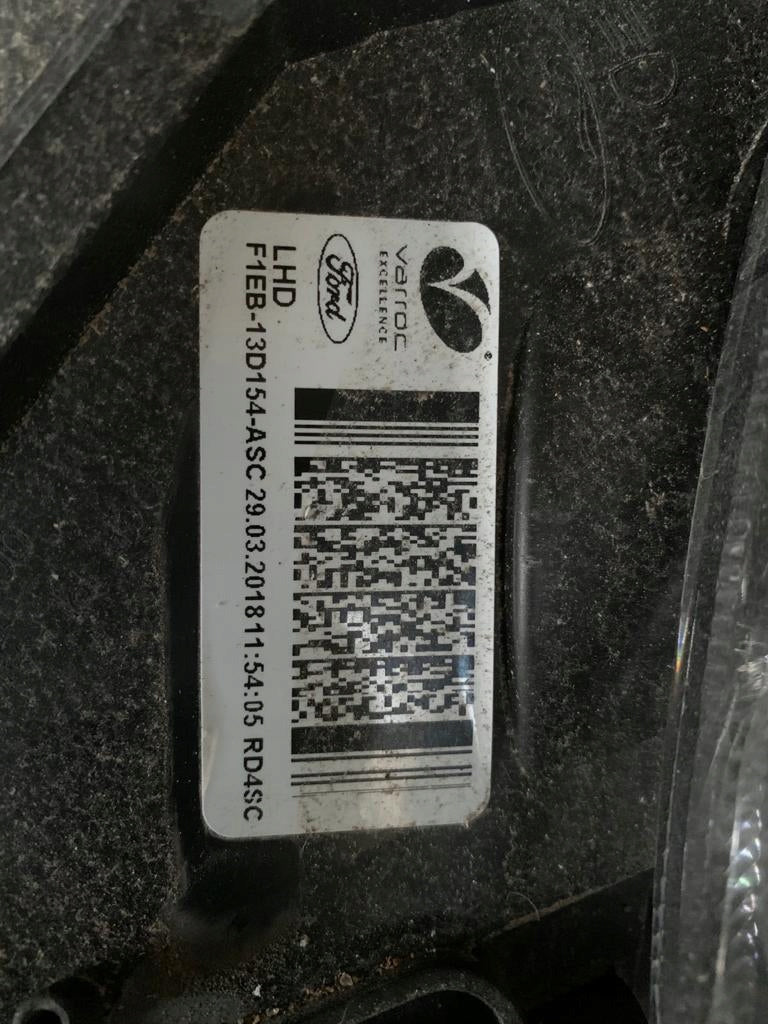 varroc
EXCELLENCE
Ford
LHD
F1EB-13D154-ASC 29.03.2018 11:54:05 RD4SC